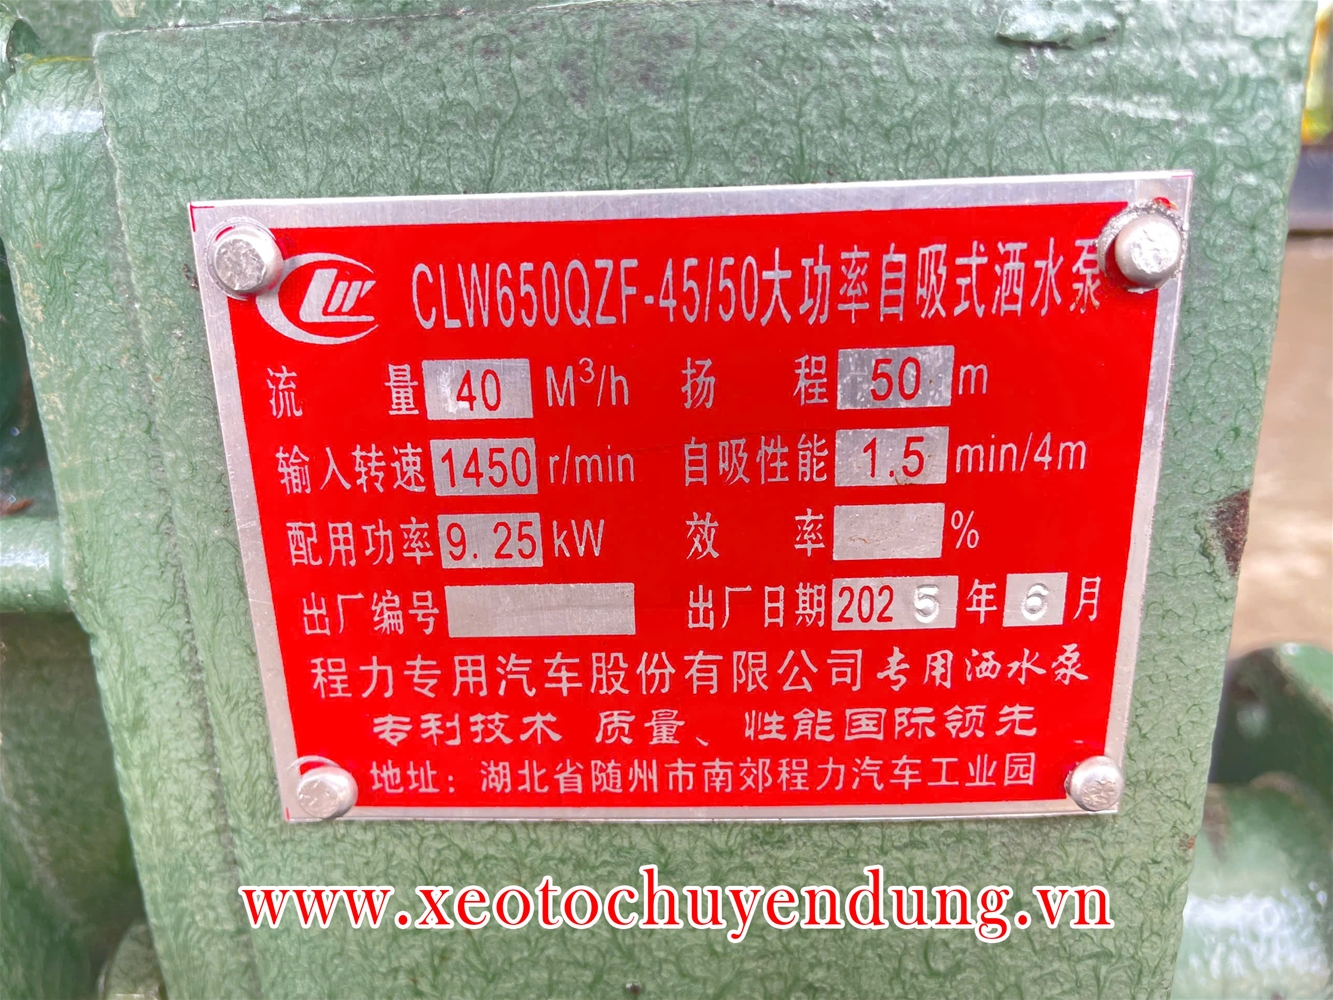 CLW CLW650QZF-45/50大功率自吸式洒水泵
流量 40 M³/h 扬程 50 m
输入转速 1450 r/min 自吸性能 1.5 min/4m
配用功率 9.25 kW 效率 %
出厂编号 出厂日期 2025 年 6 月
程力专用汽车股份有限公司专用洒水泵
专利技术 质量、性能国际领先
地址：湖北省随州市南郊程力汽车工业园
www.xeotochuyendung.vn